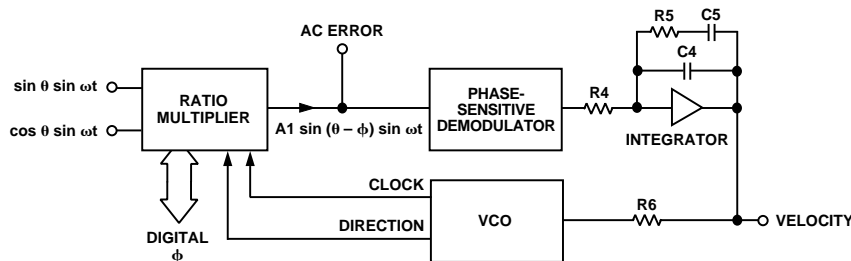 AC ERROR
R5
C5
C4
sin θ sin ωt
cos θ sin ωt
RATIO
MULTIPLIER
A1 sin (θ – ϕ) sin ωt
PHASE-
SENSITIVE
DEMODULATOR
R4
INTEGRATOR
CLOCK
DIRECTION
VCO
R6
VELOCITY
DIGITAL
ϕ